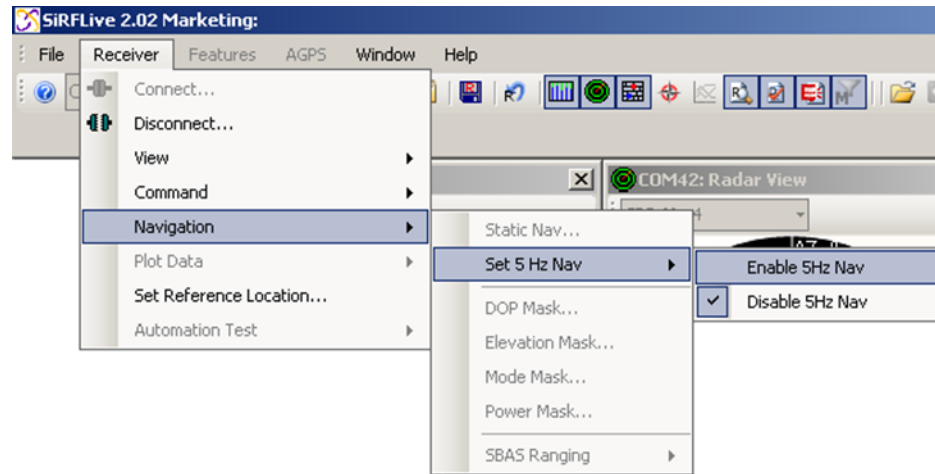 SiRFLive 2.02 Marketing:
File Receiver Features AGPS Window Help
Connect...
Disconnect...
View
Command
Navigation
Plot Data
Set Reference Location...
Automation Test
COM42: Radar View
Static Nav...
Set 5 Hz Nav
DOP Mask...
Elevation Mask...
Mode Mask...
Power Mask...
SBAS Ranging
Enable 5Hz Nav
Disable 5Hz Nav